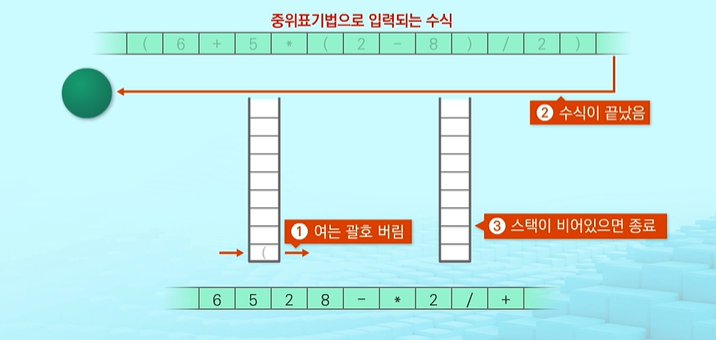 중위표기법으로 입력되는 수식
( 6 + 5 * ( 2 - 8 ) / 2 )
② 수식이 끝났음
① 여는 괄호 버림
③ 스택이 비어있으면 종료
(
6 5 2 8 - * 2 / +